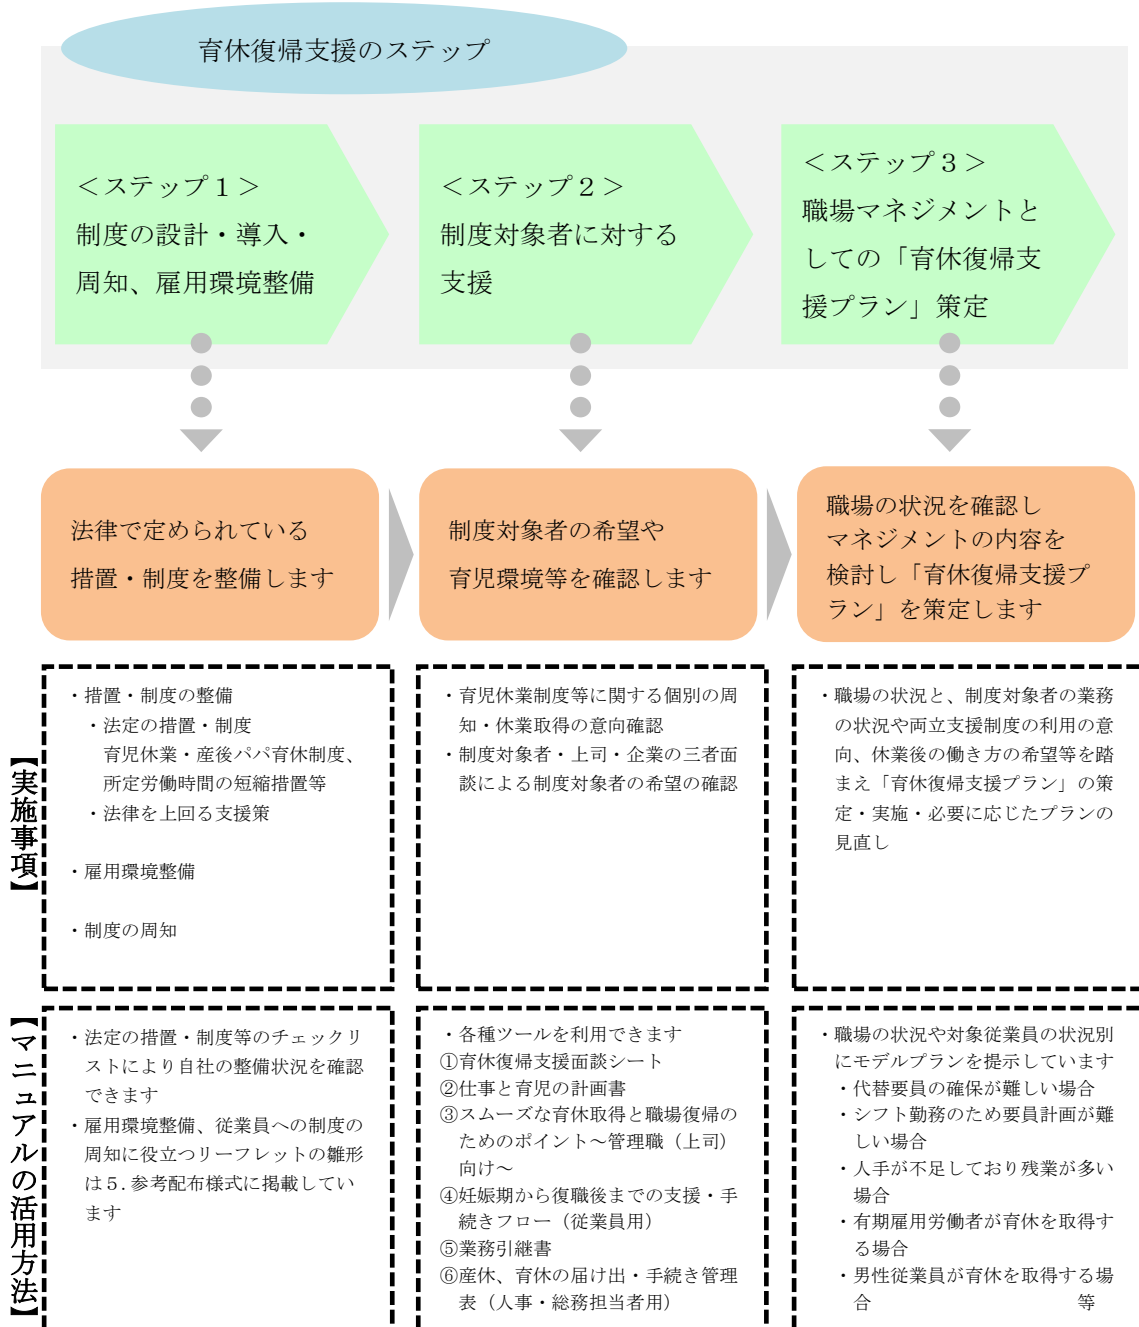 育休復帰支援のステップ
＜ステップ１＞
制度の設計・導入・
周知、雇用環境整備
＜ステップ２＞
制度対象者に対する
支援
＜ステップ３＞
職場マネジメントと
しての「育休復帰支
援プラン」策定
法律で定められている
措置・制度を整備します
制度対象者の希望や
育児環境等を確認します
職場の状況を確認し
マネジメントの内容を
検討し「育休復帰支援プ
ラン」を策定します
【実施事項】
・措置・制度の整備
・法定の措置・制度
育児休業・産後パパ育休制度、
所定労働時間の短縮措置等
・法律を上回る支援策
・雇用環境整備
・制度の周知
・育児休業制度等に関する個別の周
知・休業取得の意向確認
・制度対象者・上司・企業の三者面
談による制度対象者の希望の確認
・職場の状況と、制度対象者の業務
の状況や両立支援制度の利用の意
向、休業後の働き方の希望等を踏
まえ「育休復帰支援プラン」の策
定・実施・必要に応じたプランの
見直し
【マニュアルの活用方法】
・法定の措置・制度等のチェックリ
ストにより自社の整備状況を確認
できます
・雇用環境整備、従業員への制度の
周知に役立つリーフレットの雛形
は５．参考配布様式に掲載してい
ます
・各種ツールを利用できます
①育休復帰支援面談シート
②仕事と育児の計画書
③スムーズな育休取得と職場復帰の
ためのポイント～管理職（上司）
向け～
④妊娠期から復職後までの支援・手
続きフロー（従業員用）
⑤業務引継書
⑥産休、育休の届け出・手続き管理
表（人事・総務担当者用）
・職場の状況や対象従業員の状況別
にモデルプランを提示しています
・代替要員の確保が難しい場合
・シフト勤務のため要員計画が難
しい場合
・人手が不足しており残業が多い
場合
・有期雇用労働者が育休を取得す
る場合
・男性従業員が育休を取得する場
合 等